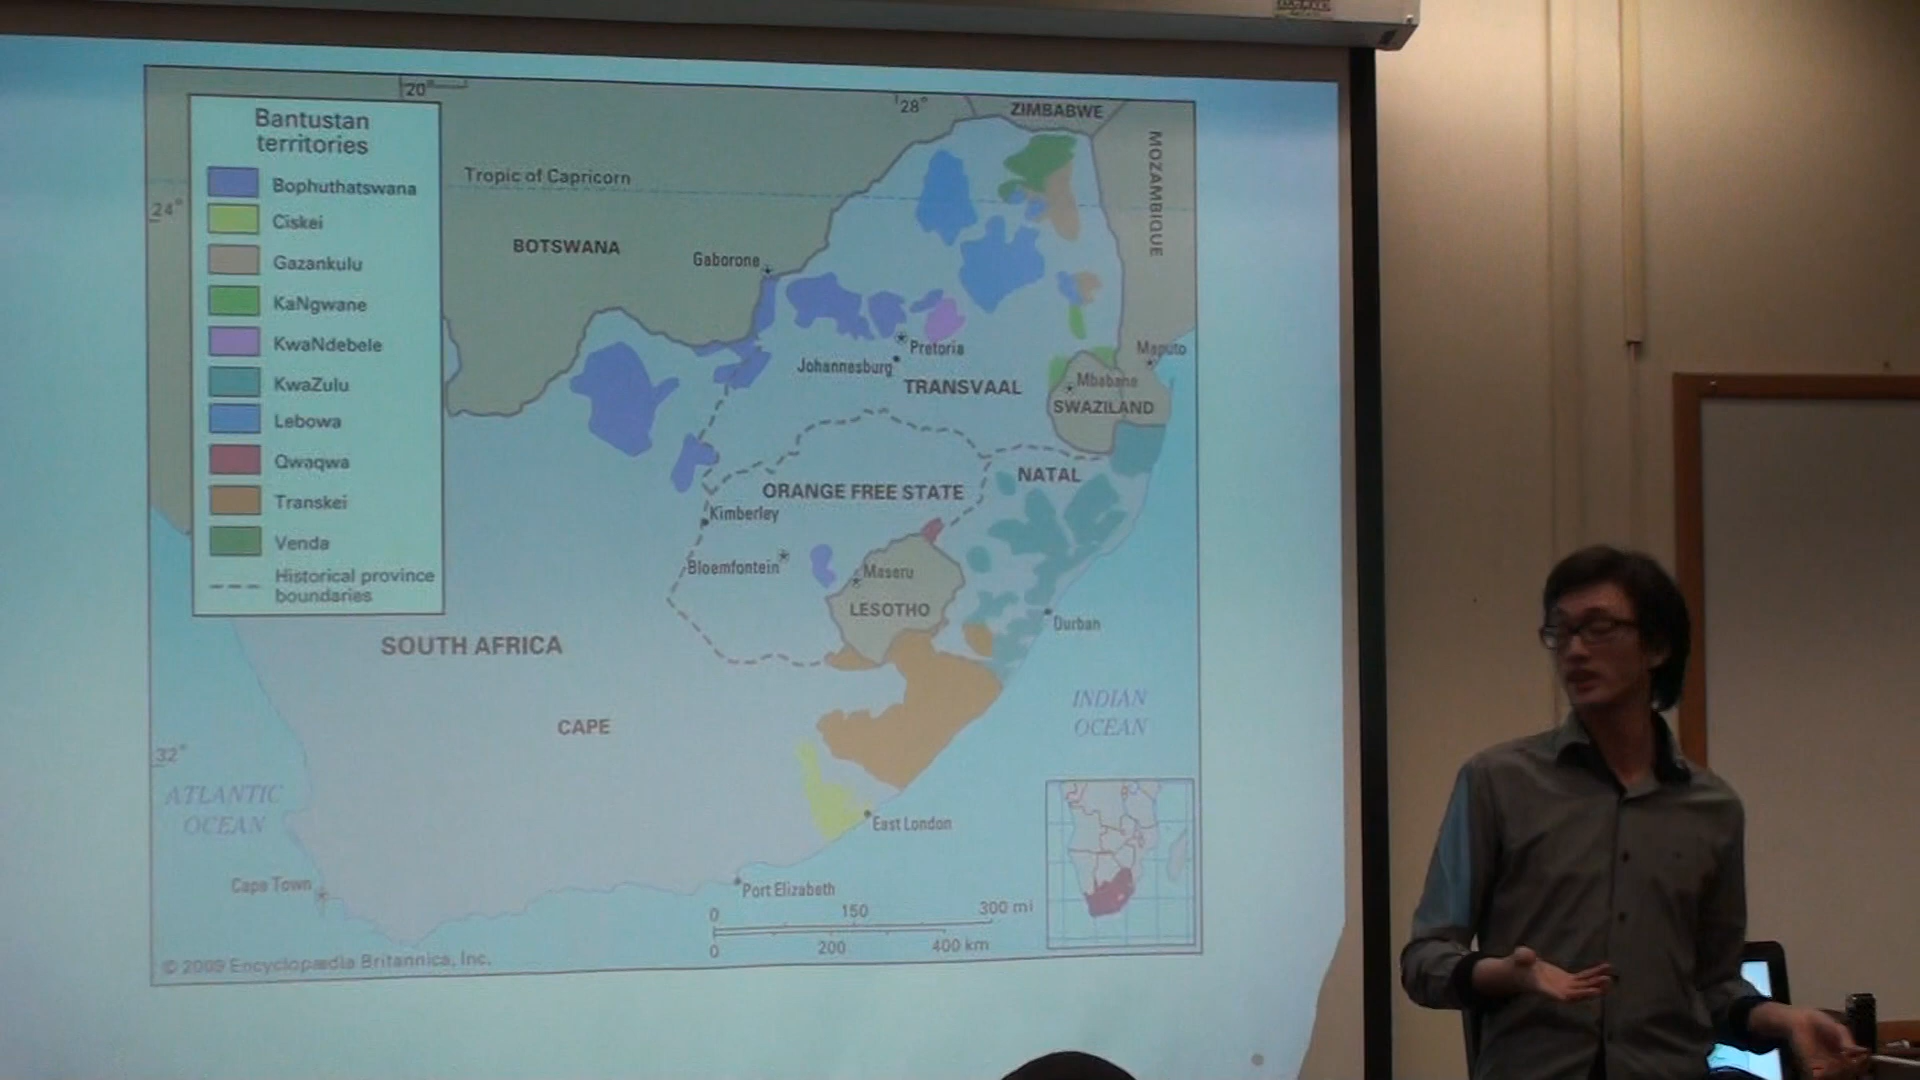 20°
28°
ZIMBABWE
Bantustan
territories
Bophuthatswana
Ciskei
Gazankulu
KaNgwane
KwaNdebele
KwaZulu
Lebowa
Qwaqwa
Transkei
Venda
Historical province
boundaries
Tropic of Capricorn
24°
MOZAMBIQUE
BOTSWANA
Gaborone
Pretoria
Johannesburg
TRANSVAAL
Maputo
Mbabane
SWAZILAND
NATAL
ORANGE FREE STATE
Kimberley
Bloemfontein
Maseru
LESOTHO
Durban
SOUTH AFRICA
INDIAN
OCEAN
CAPE
32°
ATLANTIC
OCEAN
East London
Cape Town
Port Elizabeth
0 150 300 mi
0 200 400 km
© 2009 Encyclopædia Britannica, Inc.